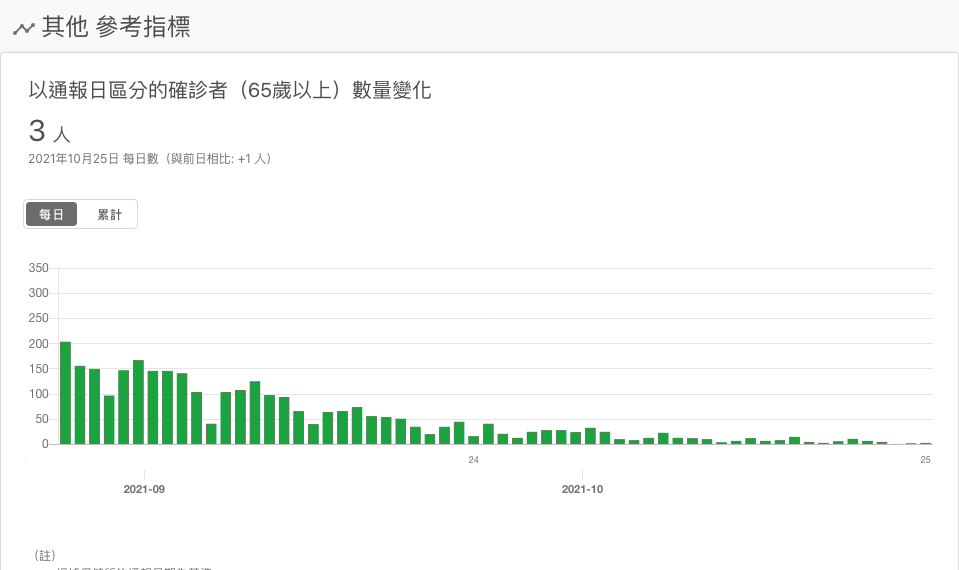 其他 參考指標
以通報日區分的確診者（65歲以上）數量變化
3 人
2021年10月25日 每日數（與前日相比: +1 人）
每日 累計
350
300
250
200
150
100
50
0
24 25
2021-09 2021-10
（註）